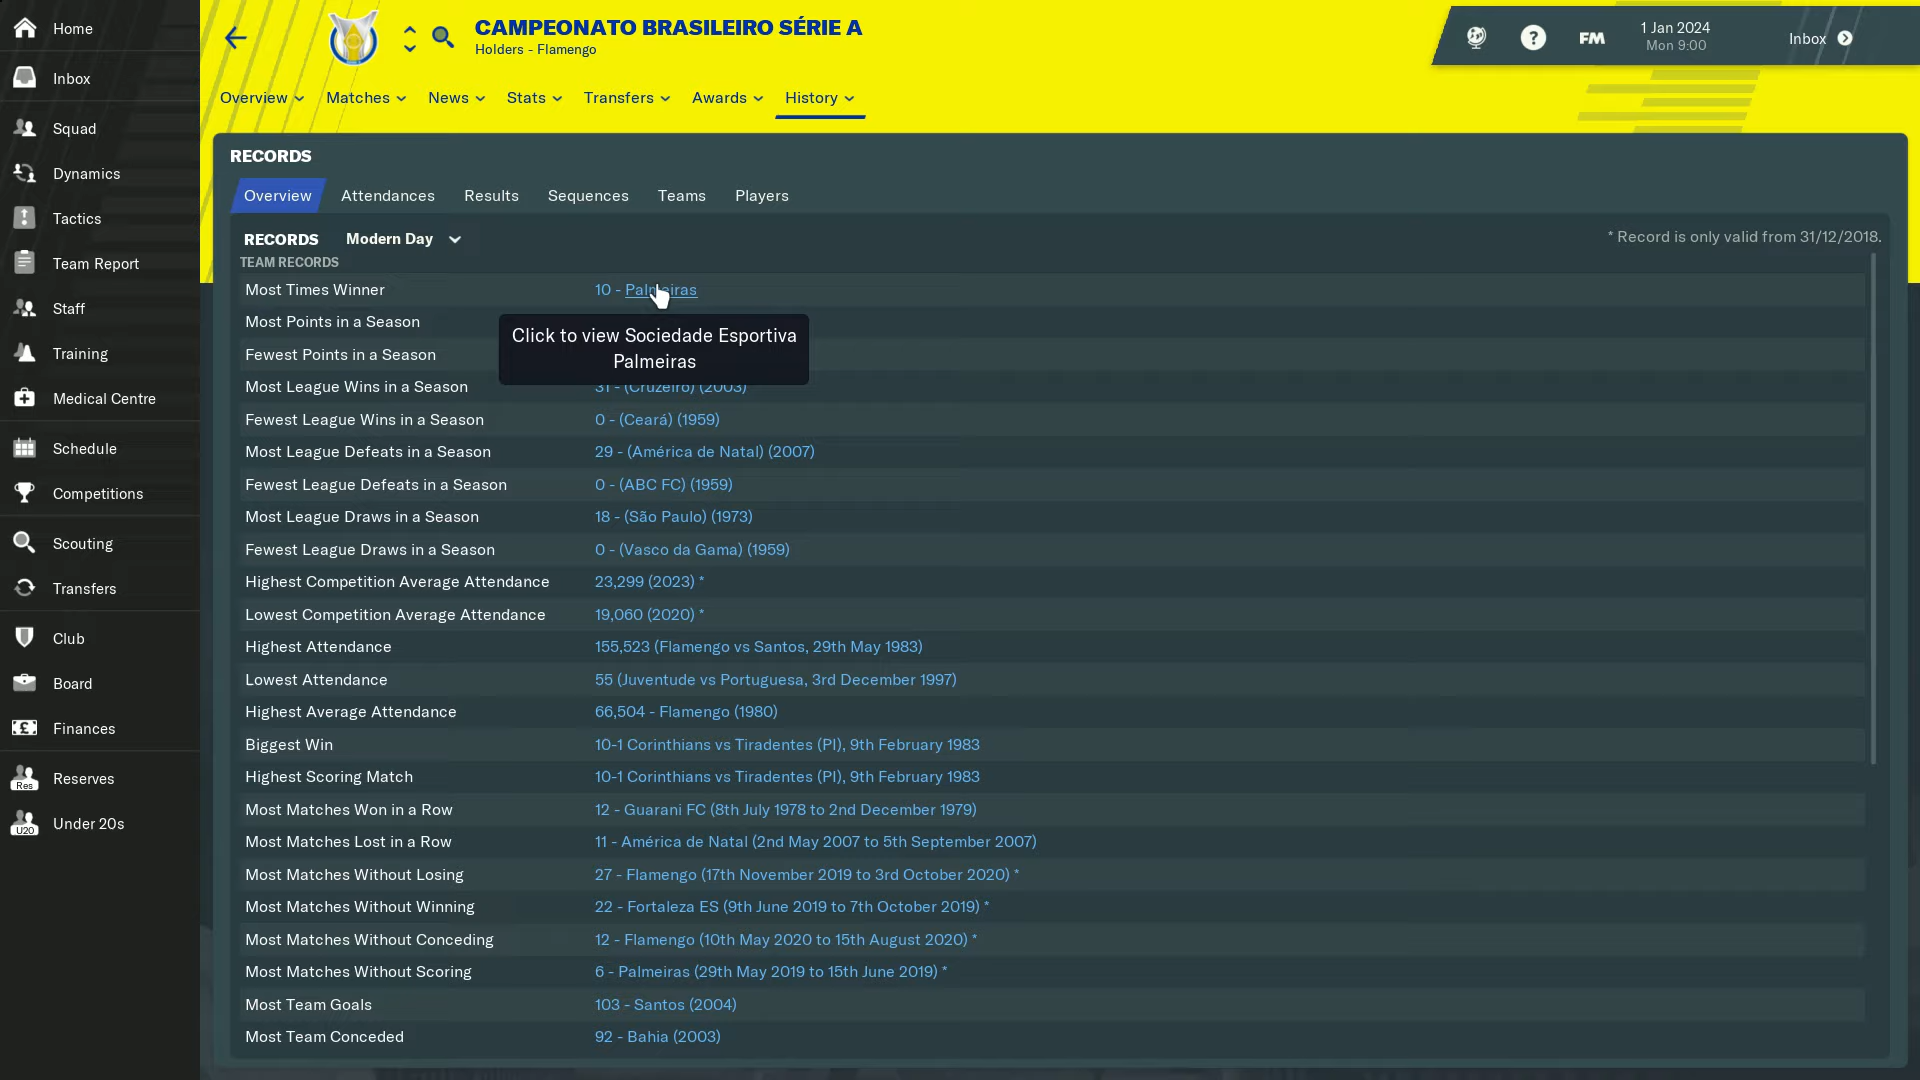 Home
Inbox
Squad
Dynamics
Tactics
Team Report
Staff
Training
Medical Centre
Schedule
Competitions
Scouting
Transfers
Club
Board
Finances
Res
Reserves
U20
Under 20s
CAMPEONATO BRASILEIRO SÉRIE A
Holders - Flamengo
FM
1 Jan 2024
Mon 9:00
Inbox
Overview Matches News Stats Transfers Awards History
RECORDS
Overview Attendances Results Sequences Teams Players
RECORDS Modern Day * Record is only valid from 31/12/2018.
TEAM RECORDS
Most Times Winner 10 - Palmeiras
Click to view Sociedade Esportiva
Palmeiras
Most Points in a Season
Fewest Points in a Season
Most League Wins in a Season 31 - (Cruzeiro) (2003)
Fewest League Wins in a Season 0 - (Ceará) (1959)
Most League Defeats in a Season 29 - (América de Natal) (2007)
Fewest League Defeats in a Season 0 - (ABC FC) (1959)
Most League Draws in a Season 18 - (São Paulo) (1973)
Fewest League Draws in a Season 0 - (Vasco da Gama) (1959)
Highest Competition Average Attendance 23,299 (2023) *
Lowest Competition Average Attendance 19,060 (2020) *
Highest Attendance 155,523 (Flamengo vs Santos, 29th May 1983)
Lowest Attendance 55 (Juventude vs Portuguesa, 3rd December 1997)
Highest Average Attendance 66,504 - Flamengo (1980)
Biggest Win 10-1 Corinthians vs Tiradentes (PI), 9th February 1983
Highest Scoring Match 10-1 Corinthians vs Tiradentes (PI), 9th February 1983
Most Matches Won in a Row 12 - Guarani FC (8th July 1978 to 2nd December 1979)
Most Matches Lost in a Row 11 - América de Natal (2nd May 2007 to 5th September 2007)
Most Matches Without Losing 27 - Flamengo (17th November 2019 to 3rd October 2020) *
Most Matches Without Winning 22 - Fortaleza ES (9th June 2019 to 7th October 2019) *
Most Matches Without Conceding 12 - Flamengo (10th May 2020 to 15th August 2020) *
Most Matches Without Scoring 6 - Palmeiras (29th May 2019 to 15th June 2019) *
Most Team Goals 103 - Santos (2004)
Most Team Conceded 92 - Bahia (2003)